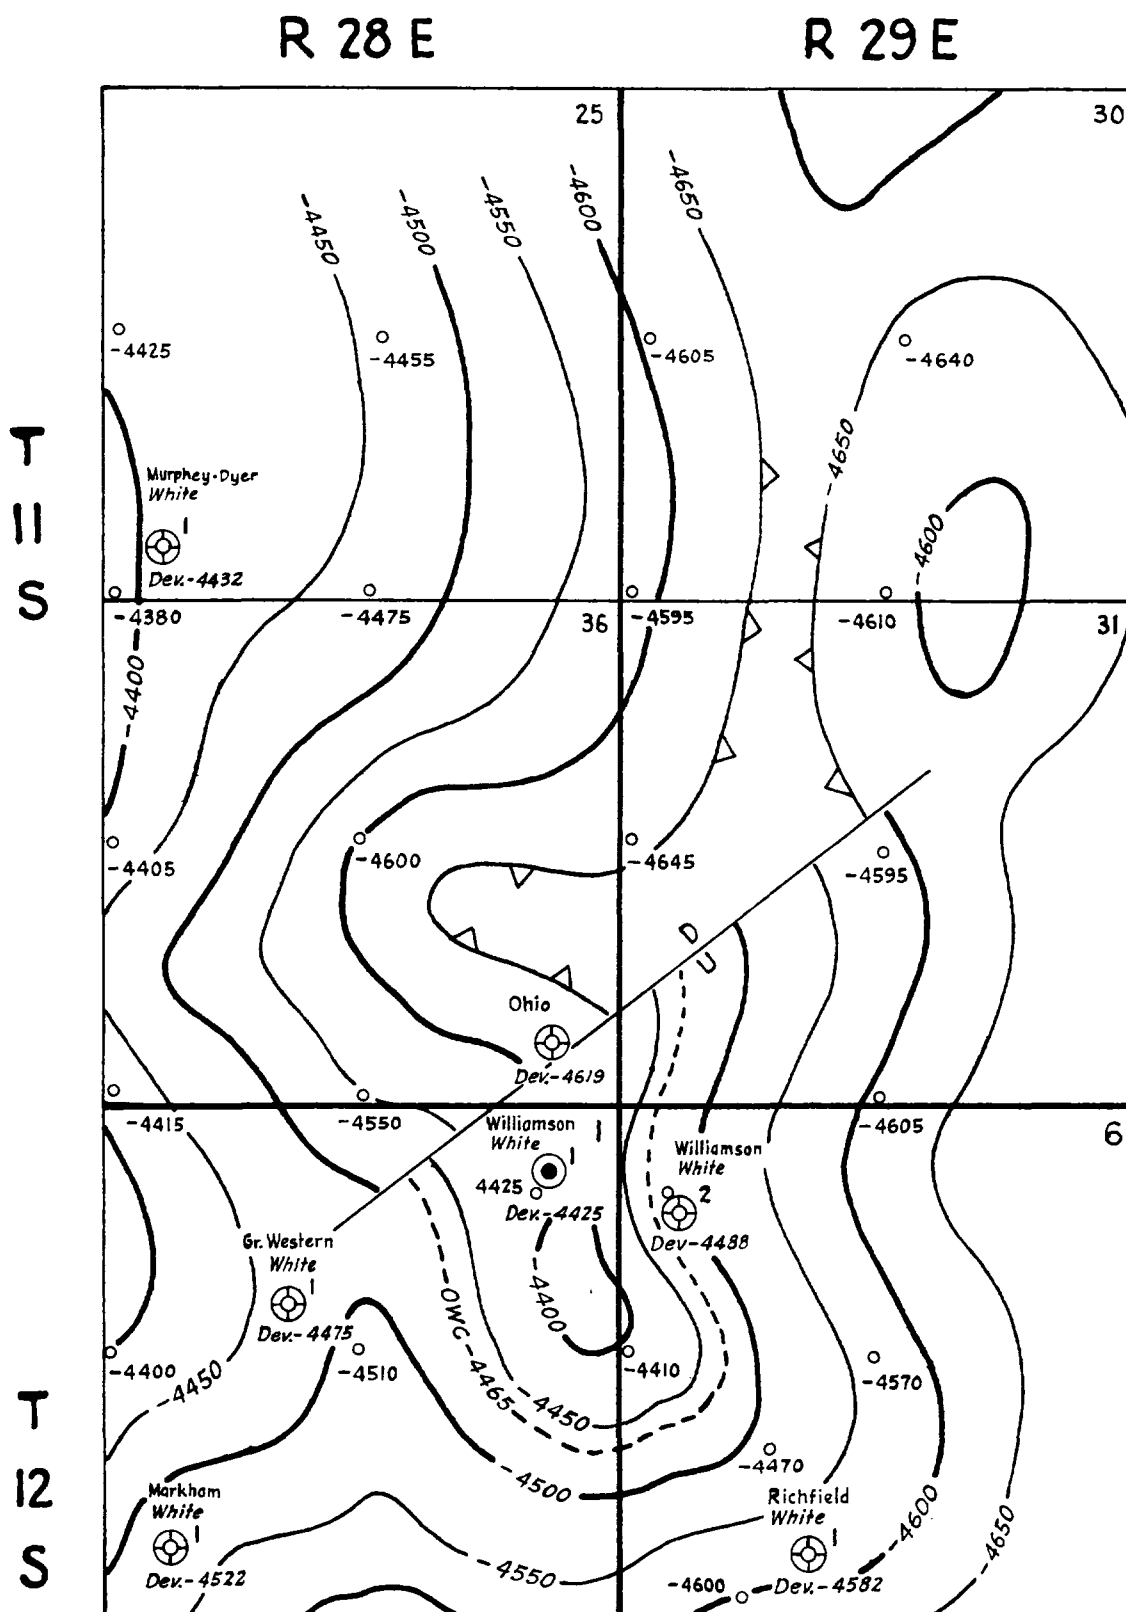 R 28 E
R 29 E
25
30
-4450
-4500
-4550
-4600
-4650
-4425
-4455
-4605
-4640
T
11
S
-4650
Murphey-Dyer
White
1
Dev.-4432
-4600
-4380
-4475
36
-4595
-4610
31
-4400
-4405
-4600
-4645
-4595
D
U
Ohio
Dev.-4619
-4415
-4550
-4605
6
Williamson
White
1
1
4425
Dev.-4425
Williamson
White
2
Dev-4488
Gr. Western
White
1
Dev.-4475
-4400
OWC -4465
-4400
-4450
-4510
-4410
-4570
-4450
T
12
S
-4500
-4470
Markham
White
1
Dev.-4522
Richfield
White
1
Dev.-4582
-4600
-4650
-4550
-4600